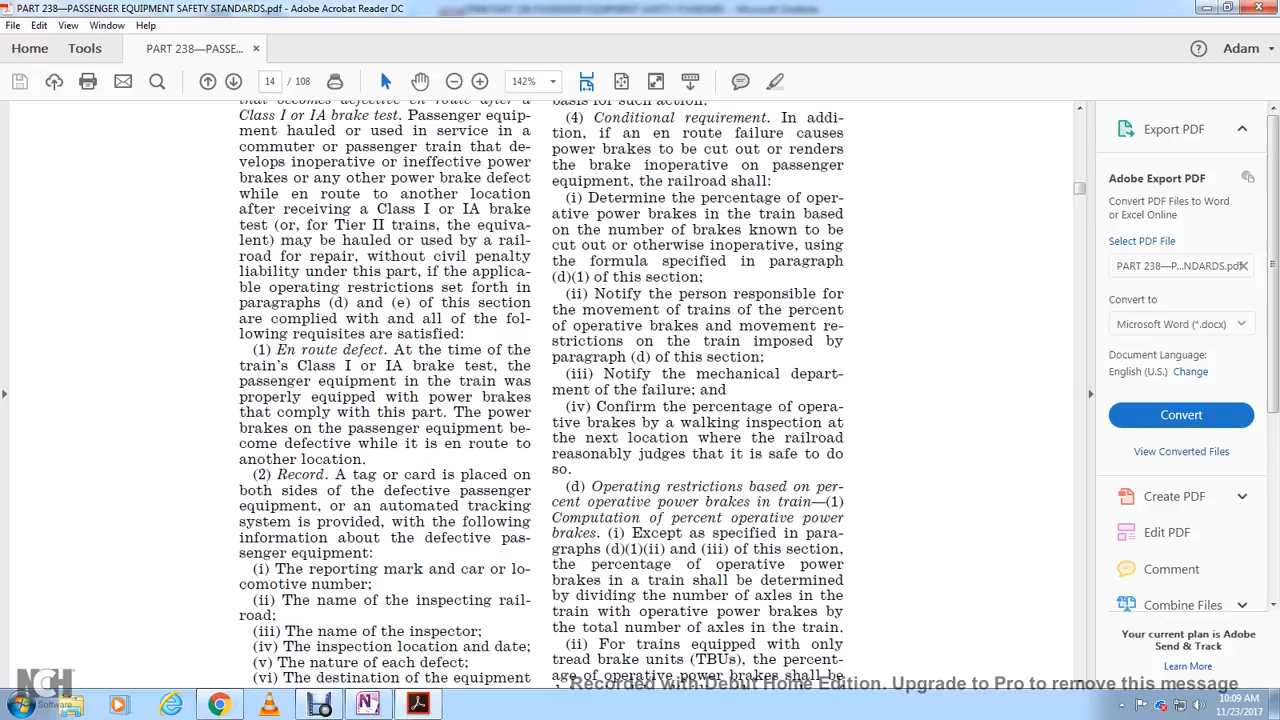 PART 238—PASSENGER EQUIPMENT SAFETY STANDARDS.pdf - Adobe Acrobat Reader DC
File Edit View Window Help
Home Tools PART 238—PASSE... × Adam
14 / 108 142%
that becomes defective en route after a
Class I or IA brake test. Passenger equip-
ment hauled or used in service in a
commuter or passenger train that de-
velops inoperative or ineffective power
brakes or any other power brake defect
while en route to another location
after receiving a Class I or IA brake
test (or, for Tier II trains, the equiva-
lent) may be hauled or used by a rail-
road for repair, without civil penalty
liability under this part, if the applica-
ble operating restrictions set forth in
paragraphs (d) and (e) of this section
are complied with and all of the fol-
lowing requisites are satisfied:
(1) En route defect. At the time of the
train's Class I or IA brake test, the
passenger equipment in the train was
properly equipped with power brakes
that comply with this part. The power
brakes on the passenger equipment be-
come defective while it is en route to
another location.
(2) Record. A tag or card is placed on
both sides of the defective passenger
equipment, or an automated tracking
system is provided, with the following
information about the defective pas-
senger equipment:
(i) The reporting mark and car or lo-
comotive number;
(ii) The name of the inspecting rail-
road;
(iii) The name of the inspector;
(iv) The inspection location and date;
(v) The nature of each defect;
(vi) The destination of the equipment
basis for such action.
(4) Conditional requirement. In addi-
tion, if an en route failure causes
power brakes to be cut out or renders
the brake inoperative on passenger
equipment, the railroad shall:
(i) Determine the percentage of oper-
ative power brakes in the train based
on the number of brakes known to be
cut out or otherwise inoperative, using
the formula specified in paragraph
(d)(1) of this section;
(ii) Notify the person responsible for
the movement of trains of the percent
of operative brakes and movement re-
strictions on the train imposed by
paragraph (d) of this section;
(iii) Notify the mechanical depart-
ment of the failure; and
(iv) Confirm the percentage of opera-
tive brakes by a walking inspection at
the next location where the railroad
reasonably judges that it is safe to do
so.
(d) Operating restrictions based on per-
cent operative power brakes in train—(1)
Computation of percent operative power
brakes. (i) Except as specified in para-
graphs (d)(1)(ii) and (iii) of this section,
the percentage of operative power
brakes in a train shall be determined
by dividing the number of axles in the
train with operative power brakes by
the total number of axles in the train.
(ii) For trains equipped with only
tread brake units (TBUs), the percent-
age of operative power brakes shall be
Export PDF
Adobe Export PDF
Convert PDF Files to Word
or Excel Online
Select PDF File
PART 238—P...NDARDS.pdf
Convert to
Microsoft Word (*.docx)
Document Language:
English (U.S.) Change
Convert
View Converted Files
Create PDF
Edit PDF
Comment
Combine Files
Your current plan is Adobe
Send & Track
Learn More
Recorded with Debut Home Edition. Upgrade to Pro to remove this message
NCH
Software
10:09 AM
11/23/2017